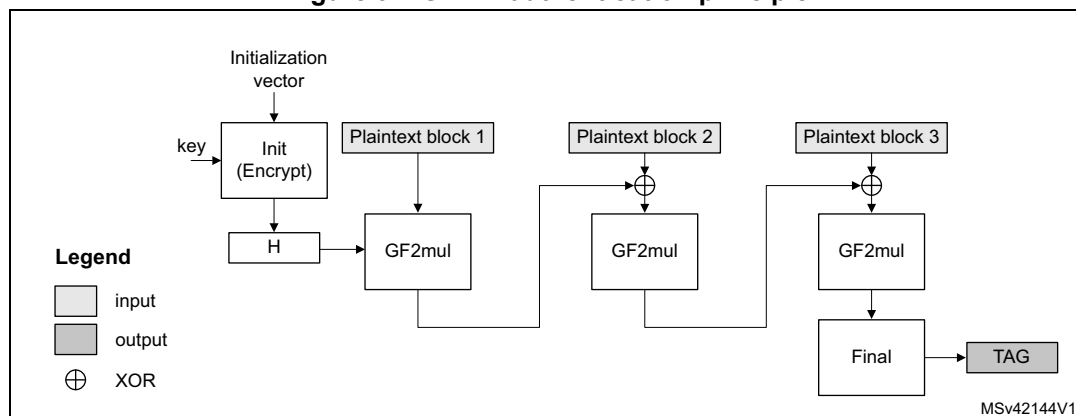 Initialization
vector
key
Init
(Encrypt)
Plaintext block 1
Plaintext block 2
Plaintext block 3
H
GF2mul
GF2mul
GF2mul
Legend
input
output
XOR
Final
TAG
MSv42144V1